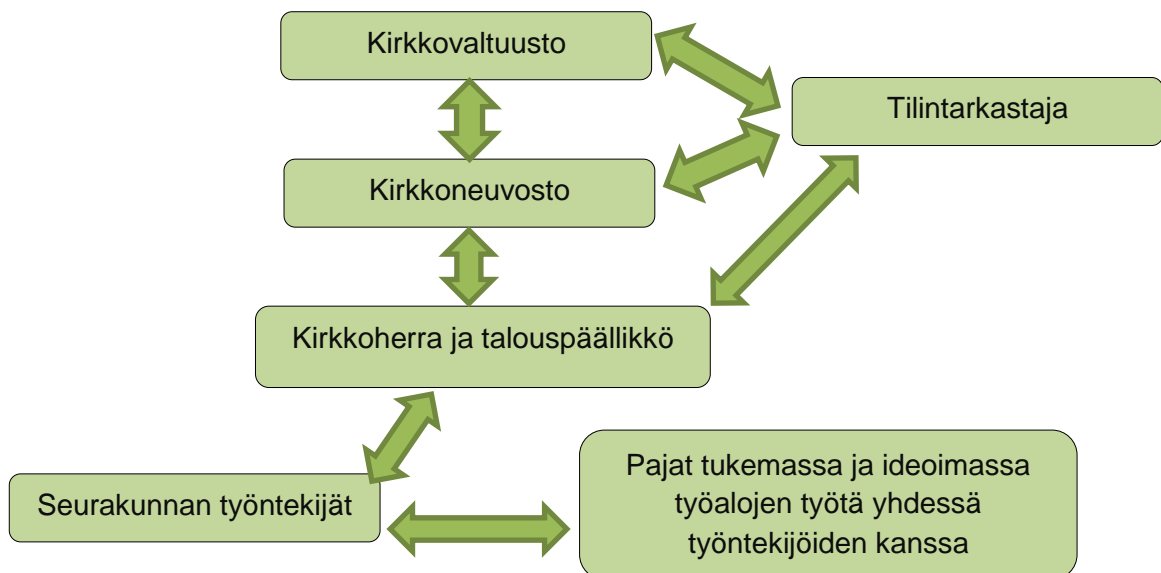 Kirkkovaltuusto
Tilintarkastaja
Kirkkoneuvosto
Kirkkoherra ja talouspäällikkö
Seurakunnan työntekijät
Pajat tukemassa ja ideoimassa
työalojen työtä yhdessä
työntekijöiden kanssa